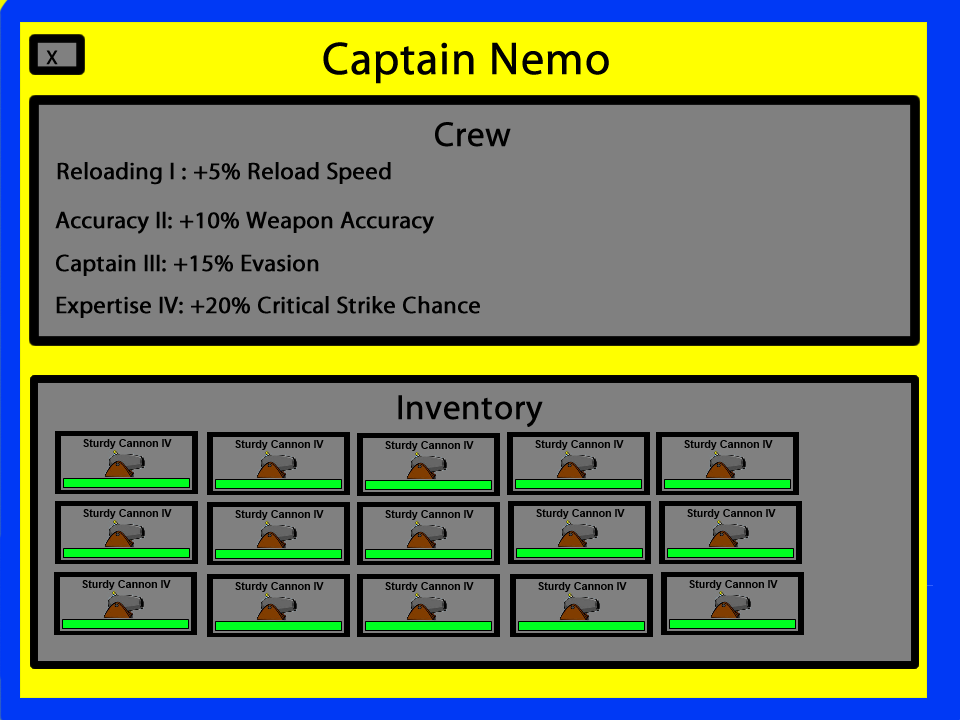 X
Captain Nemo
Crew
Reloading I : +5% Reload Speed
Accuracy II: +10% Weapon Accuracy
Captain III: +15% Evasion
Expertise IV: +20% Critical Strike Chance
Inventory
Sturdy Cannon IV Sturdy Cannon IV Sturdy Cannon IV Sturdy Cannon IV Sturdy Cannon IV
Sturdy Cannon IV Sturdy Cannon IV Sturdy Cannon IV Sturdy Cannon IV Sturdy Cannon IV
Sturdy Cannon IV Sturdy Cannon IV Sturdy Cannon IV Sturdy Cannon IV Sturdy Cannon IV